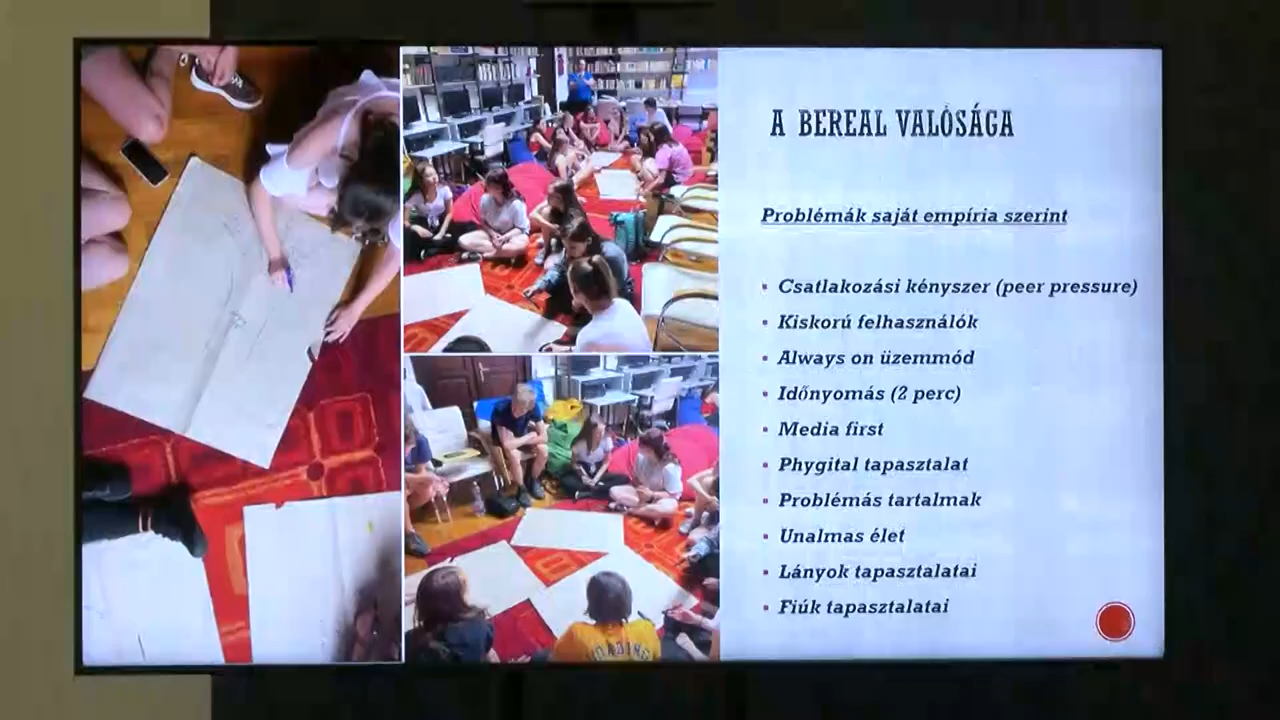 A BEREAL VALÓSÁGA
Problémák saját empíria szerint
Csatlakozási kényszer (peer pressure)
Kiskorú felhasználók
Always on üzemmód
Időnyomás (2 perc)
Media first
Phygital tapasztalat
Problémás tartalmak
Unalmas élet
Lányok tapasztalatai
Fiúk tapasztalatai